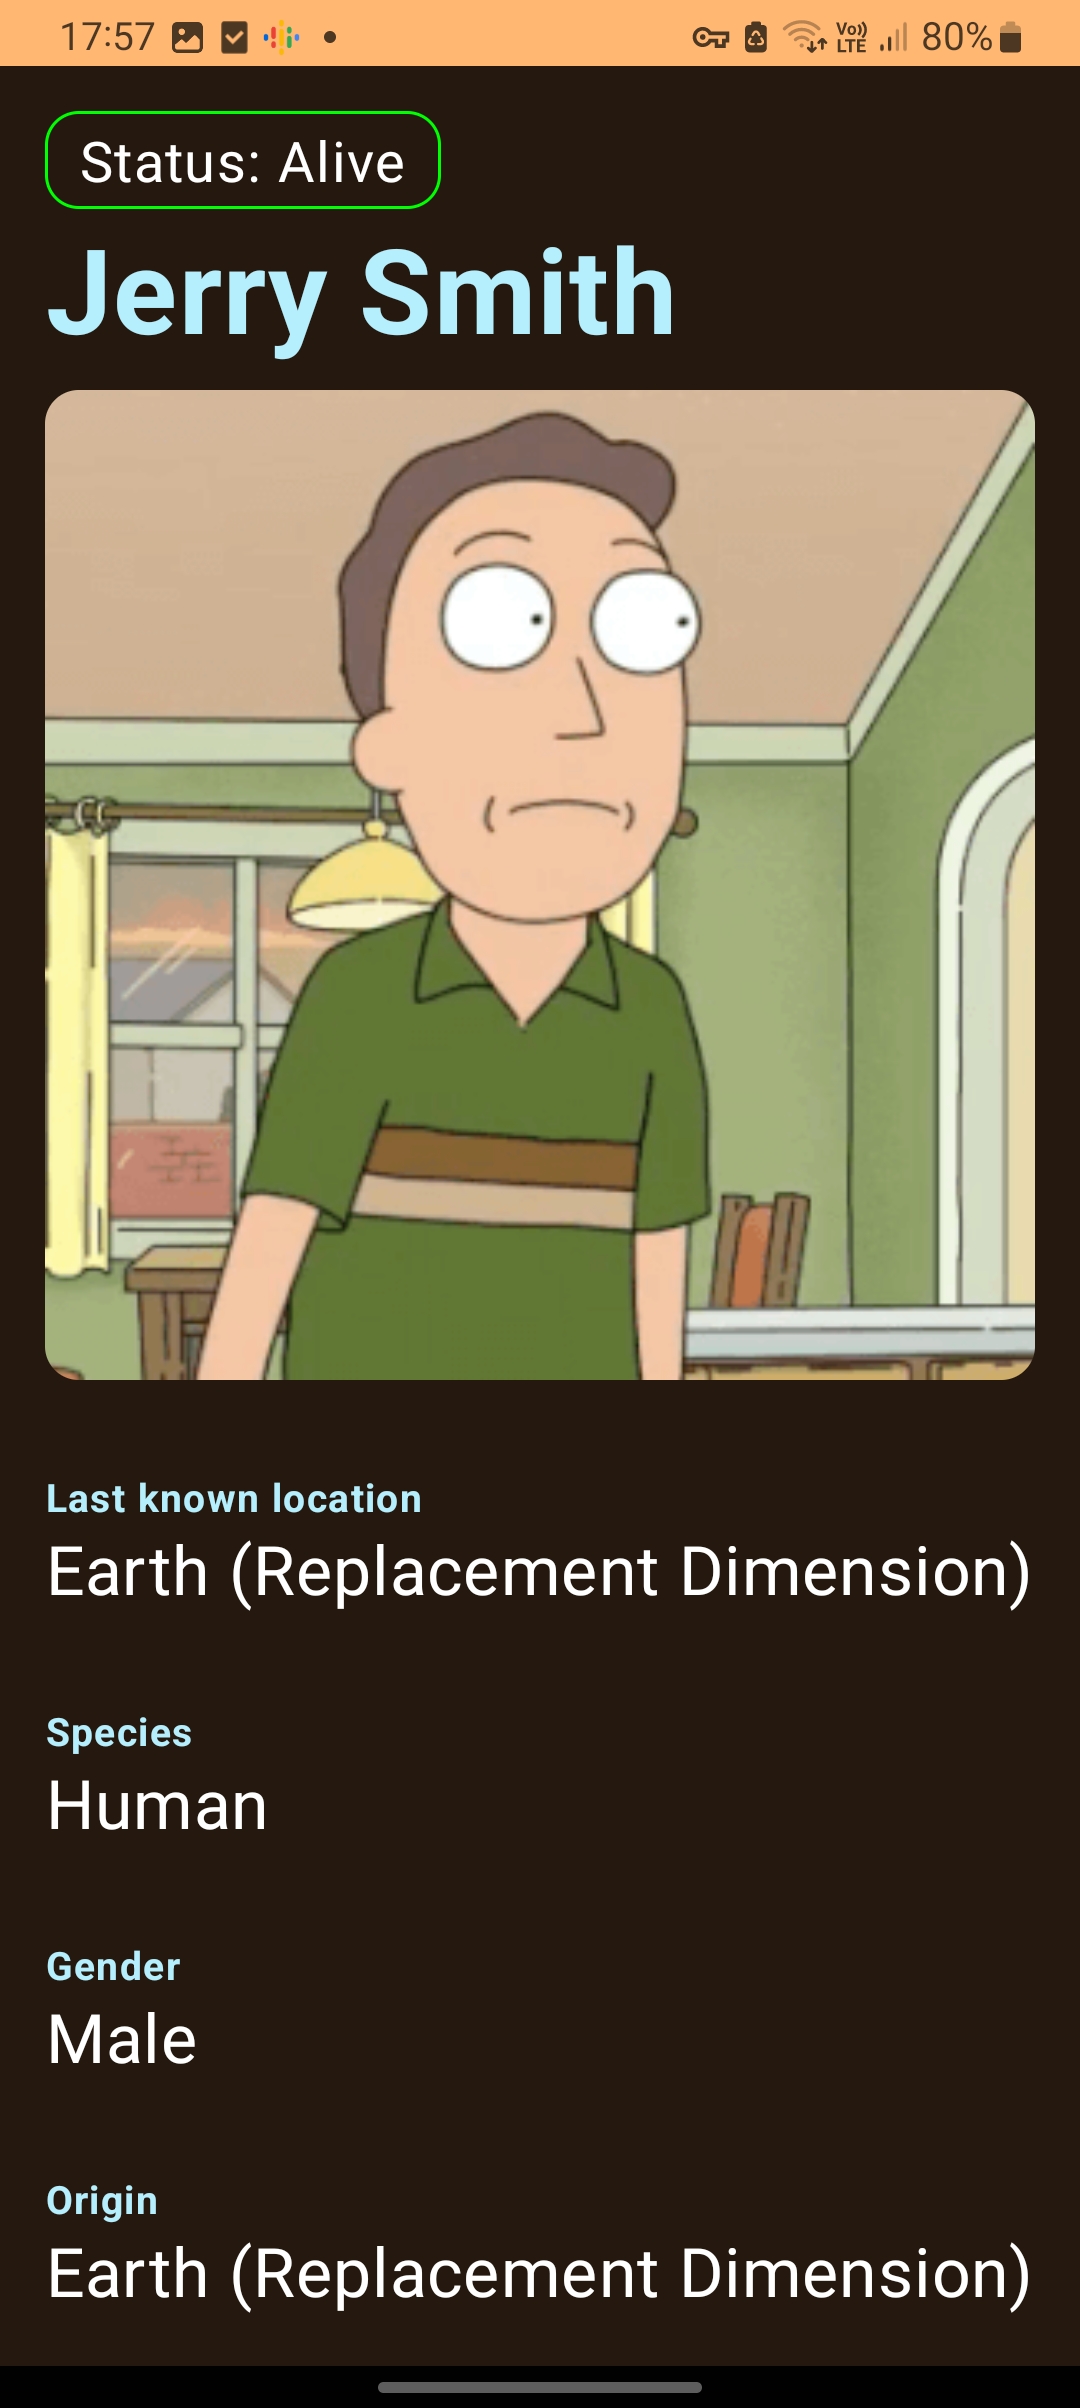 17:57
Vo)) LTE
80%
Status: Alive
Jerry Smith
Last known location
Earth (Replacement Dimension)
Species
Human
Gender
Male
Origin
Earth (Replacement Dimension)